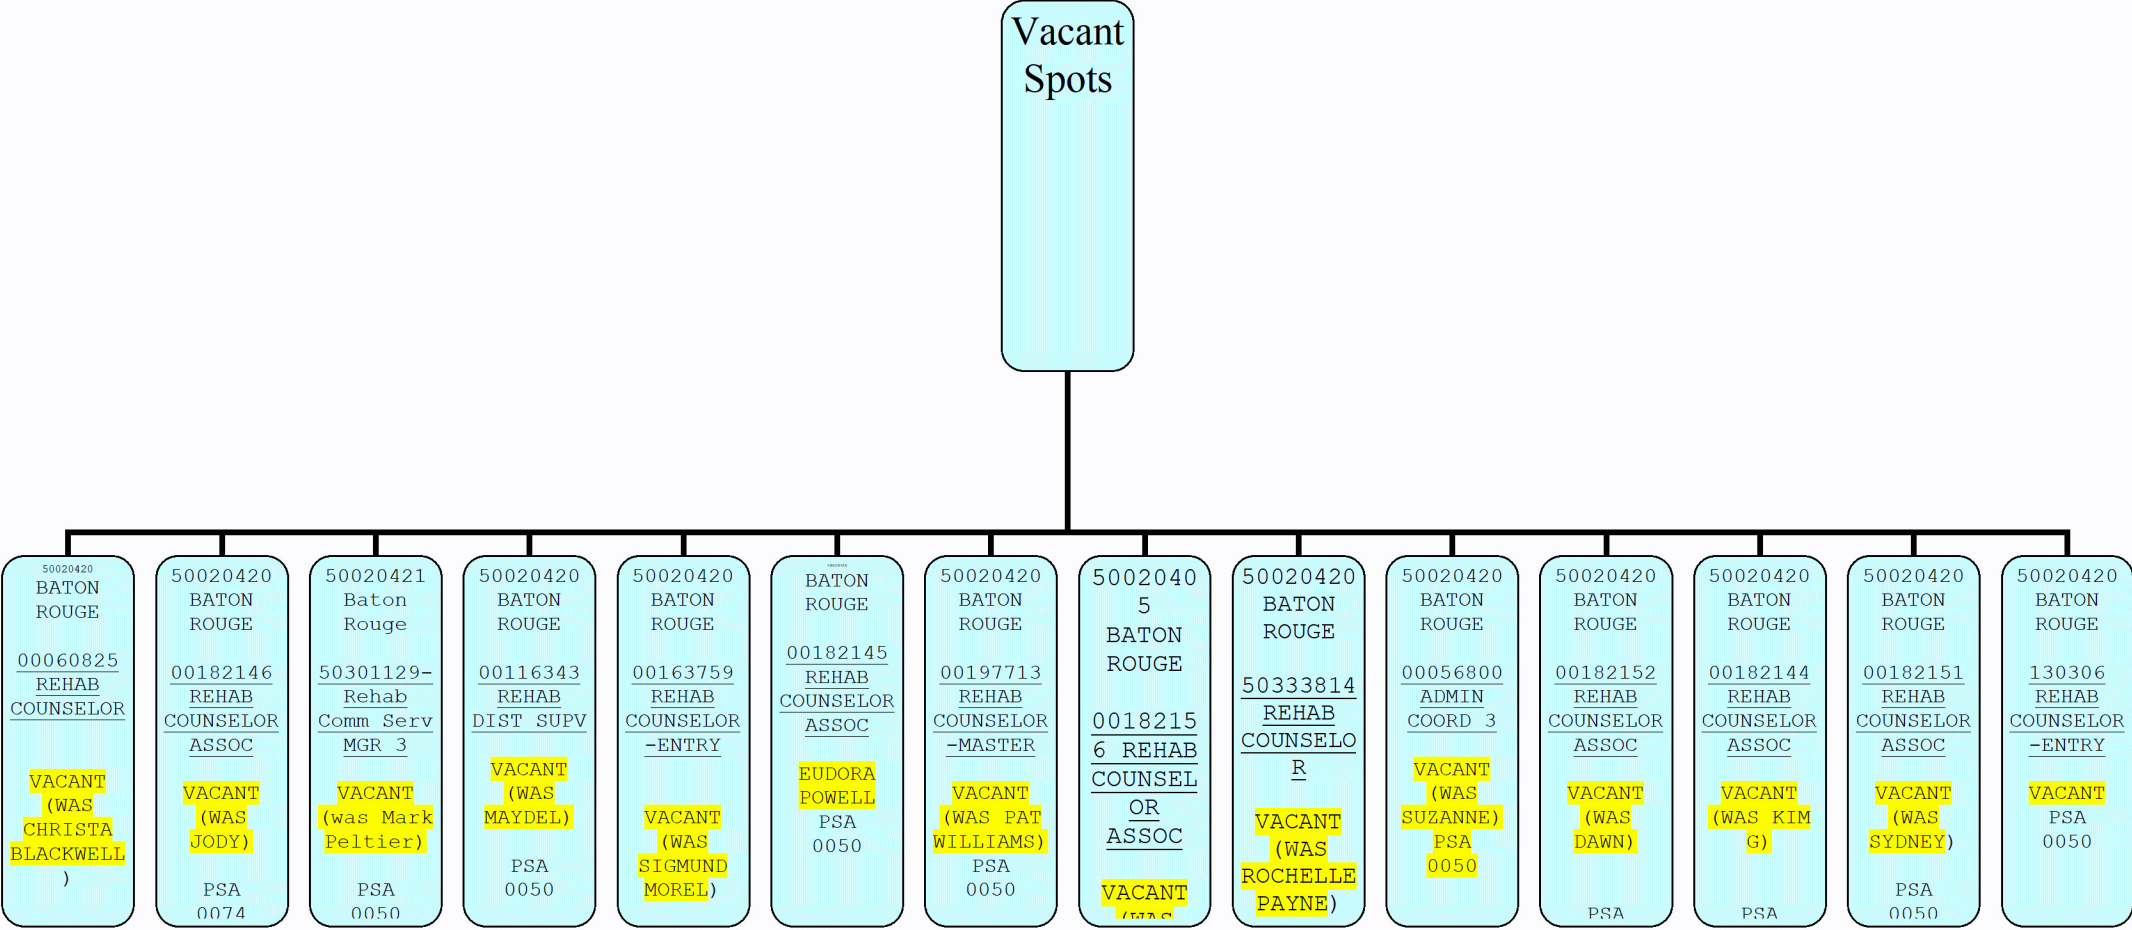 Vacant
Spots
50020420
BATON
ROUGE
00060825
REHAB
COUNSELOR
VACANT
(WAS
CHRISTA
BLACKWELL
)
50020420
BATON
ROUGE
00182146
REHAB
COUNSELOR
ASSOC
VACANT
(WAS
JODY)
PSA
0074
50020421
Baton
Rouge
50301129-
Rehab
Comm Serv
MGR 3
VACANT
(was Mark
Peltier)
PSA
0050
50020420
BATON
ROUGE
00116343
REHAB
DIST SUPV
VACANT
(WAS
MAYDEL)
PSA
0050
50020420
BATON
ROUGE
00163759
REHAB
COUNSELOR
-ENTRY
VACANT
(WAS
SIGMUND
MOREL)
BATON
ROUGE
00182145
REHAB
COUNSELOR
ASSOC
EUDORA
POWELL
PSA
0050
50020420
BATON
ROUGE
00197713
REHAB
COUNSELOR
-MASTER
VACANT
(WAS PAT
WILLIAMS)
PSA
0050
5002040
5
BATON
ROUGE
0018215
6 REHAB
COUNSEL
OR
ASSOC
VACANT
(WAS
50020420
BATON
ROUGE
50333814
REHAB
COUNSELO
R
VACANT
(WAS
ROCHELLE
PAYNE)
50020420
BATON
ROUGE
00056800
ADMIN
COORD 3
VACANT
(WAS
SUZANNE)
PSA
0050
50020420
BATON
ROUGE
00182152
REHAB
COUNSELOR
ASSOC
VACANT
(WAS
DAWN)
PSA
50020420
BATON
ROUGE
00182144
REHAB
COUNSELOR
ASSOC
VACANT
(WAS KIM
G)
PSA
50020420
BATON
ROUGE
00182151
REHAB
COUNSELOR
ASSOC
VACANT
(WAS
SYDNEY)
PSA
0050
50020420
BATON
ROUGE
130306
REHAB
COUNSELOR
-ENTRY
VACANT
PSA
0050